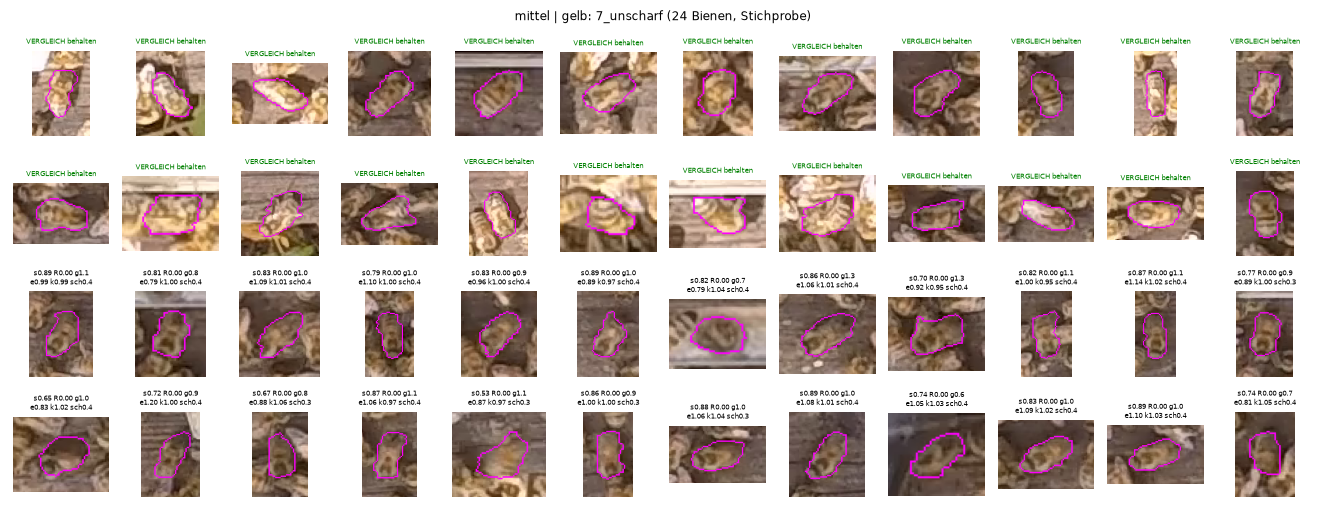 mittel | gelb: 7_unscharf (24 Bienen, Stichprobe)
VERGLEICH behalten VERGLEICH behalten VERGLEICH behalten VERGLEICH behalten VERGLEICH behalten VERGLEICH behalten VERGLEICH behalten VERGLEICH behalten VERGLEICH behalten VERGLEICH behalten VERGLEICH behalten VERGLEICH behalten
VERGLEICH behalten VERGLEICH behalten VERGLEICH behalten VERGLEICH behalten VERGLEICH behalten VERGLEICH behalten VERGLEICH behalten VERGLEICH behalten VERGLEICH behalten VERGLEICH behalten VERGLEICH behalten VERGLEICH behalten
s0.89 R0.00 g1.1
e0.99 k0.99 sch0.4
s0.81 R0.00 g0.8
e0.79 k1.00 sch0.4
s0.83 R0.00 g1.0
e1.09 k1.01 sch0.4
s0.79 R0.00 g1.0
e1.10 k1.00 sch0.4
s0.83 R0.00 g0.9
e0.96 k1.00 sch0.4
s0.89 R0.00 g1.0
e0.89 k0.97 sch0.4
s0.82 R0.00 g0.7
e0.79 k1.04 sch0.4
s0.86 R0.00 g1.3
e1.06 k1.01 sch0.4
s0.70 R0.00 g1.3
e0.92 k0.95 sch0.4
s0.82 R0.00 g1.1
e1.00 k0.95 sch0.4
s0.87 R0.00 g1.1
e1.14 k1.02 sch0.4
s0.77 R0.00 g0.9
e0.89 k1.00 sch0.3
s0.65 R0.00 g1.0
e0.83 k1.02 sch0.4
s0.72 R0.00 g0.9
e1.20 k1.00 sch0.4
s0.67 R0.00 g0.8
e0.88 k1.06 sch0.3
s0.87 R0.00 g1.1
e1.06 k0.97 sch0.4
s0.53 R0.00 g1.1
e0.87 k0.97 sch0.3
s0.86 R0.00 g0.9
e1.00 k1.00 sch0.3
s0.88 R0.00 g1.0
e1.06 k1.04 sch0.3
s0.89 R0.00 g1.0
e1.08 k1.01 sch0.4
s0.74 R0.00 g0.6
e1.05 k1.03 sch0.4
s0.83 R0.00 g1.0
e1.09 k1.02 sch0.4
s0.89 R0.00 g1.0
e1.10 k1.03 sch0.4
s0.74 R0.00 g0.7
e0.81 k1.05 sch0.4